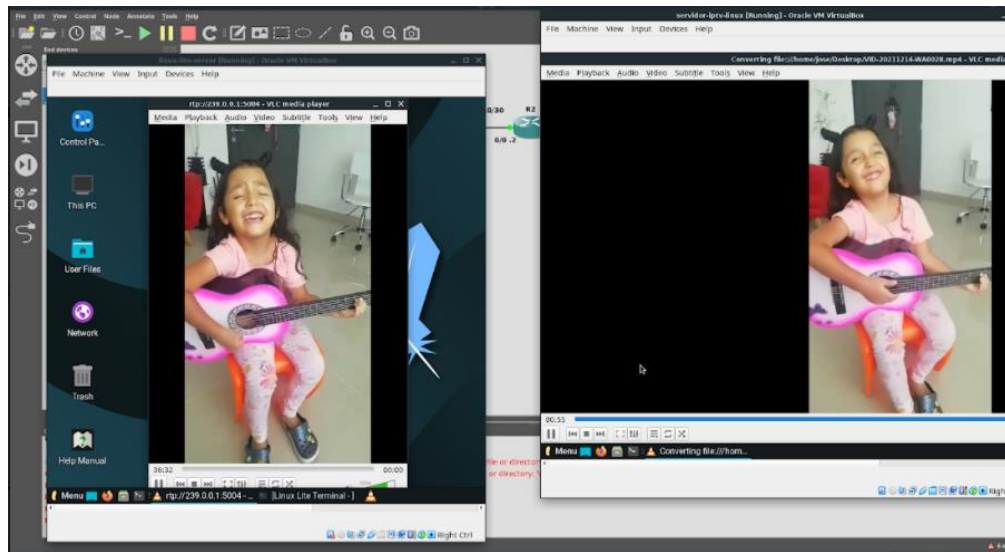 File Edit View Control Node Annotate Tools Help
End devices
linux-lite-server [Running] - Oracle VM VirtualBox
File Machine View Input Devices Help
rtp://239.0.0.1:5004 - VLC media player
Media Playback Audio Video Subtitle Tools View Help
Control Pa...
This PC
User Files
Network
Trash
Help Manual
36:32
00:00
Menu
rtp://239.0.0.1:5004 - ...
[Linux Lite Terminal - ]
Right Ctrl
0/30 R2
0/0 .2
servidor-iptv-linux [Running] - Oracle VM VirtualBox
File Machine View Input Devices Help
Converting file:///home/jose/Desktop/VID-20211214-WA0028.mp4 - VLC media
Media Playback Audio Video Subtitle Tools View Help
00:55
Menu
Converting file:///hom...
Righ